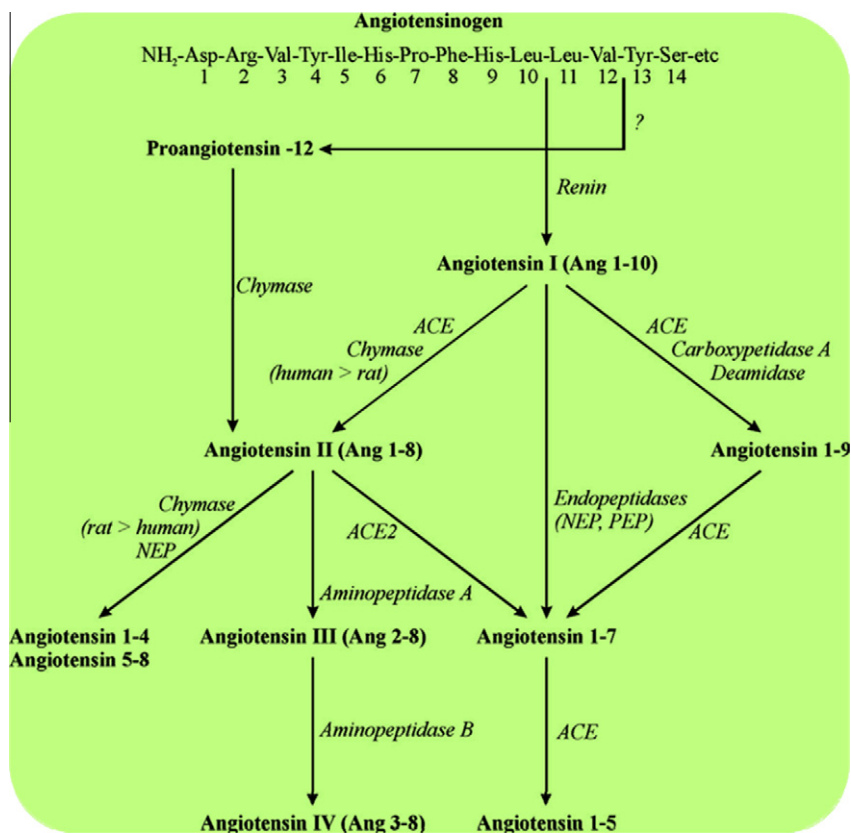 Angiotensinogen
NH₂-Asp-Arg-Val-Tyr-Ile-His-Pro-Phe-His-Leu-Leu-Val-Tyr-Ser-etc
1 2 3 4 5 6 7 8 9 10 11 12 13 14
?
Proangiotensin -12
Renin
Angiotensin I (Ang 1-10)
Chymase
ACE
Chymase
(human > rat)
ACE
Carboxypetidase A
Deamidase
Angiotensin II (Ang 1-8)
Angiotensin 1-9
Chymase
(rat > human)
NEP
ACE2
Endopeptidases
(NEP, PEP)
ACE
Aminopeptidase A
Angiotensin 1-4
Angiotensin 5-8
Angiotensin III (Ang 2-8)
Angiotensin 1-7
Aminopeptidase B
ACE
Angiotensin IV (Ang 3-8)
Angiotensin 1-5